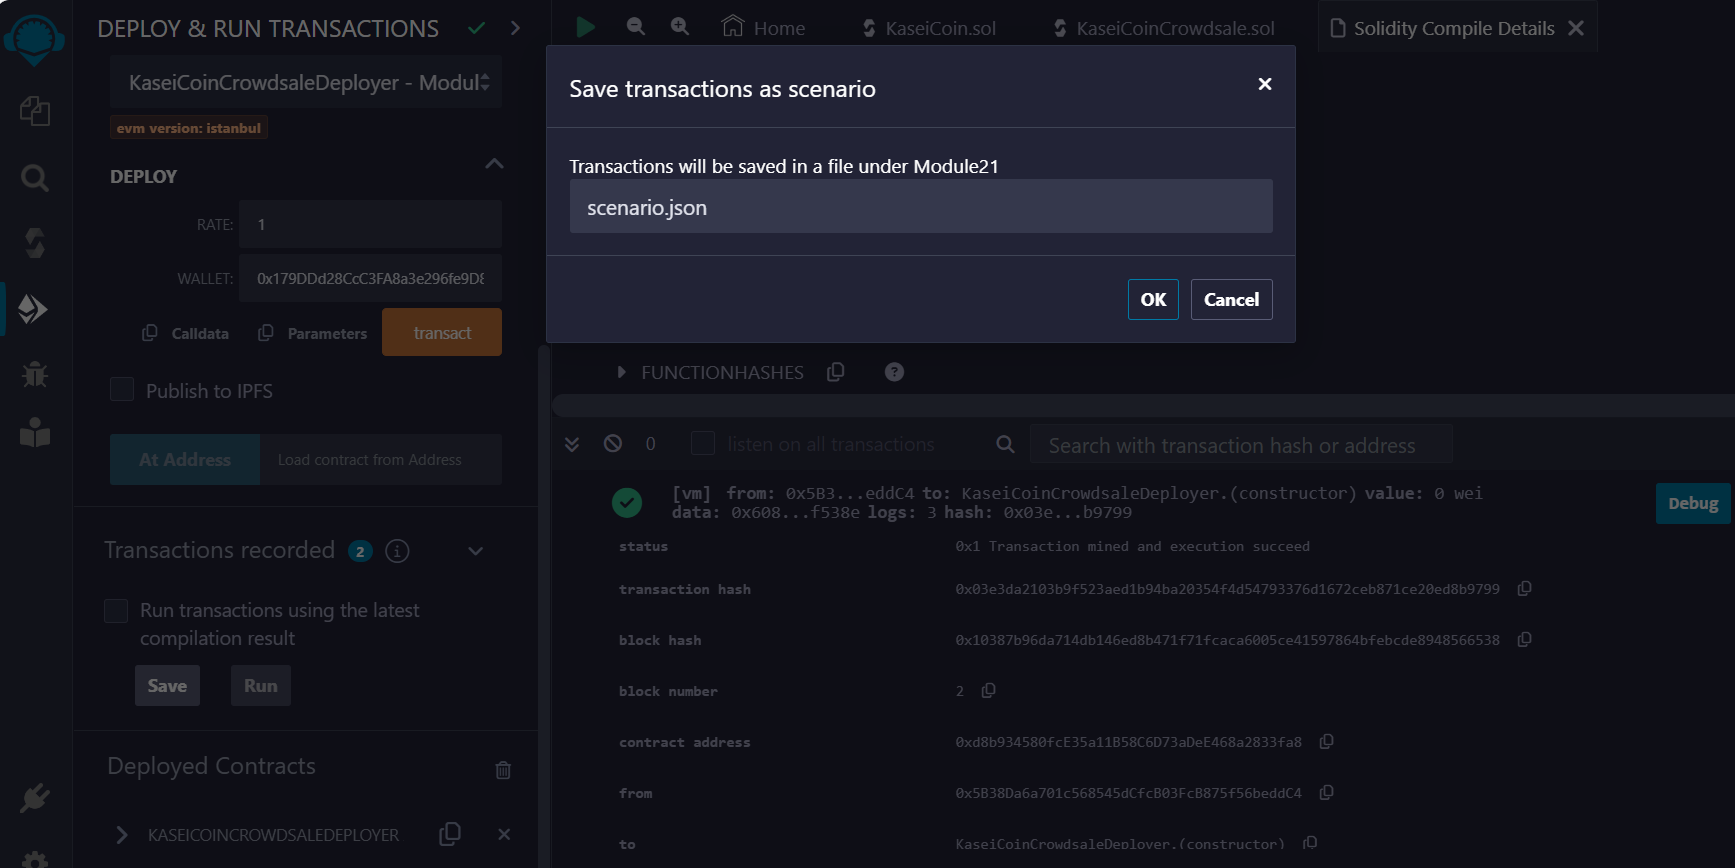 DEPLOY & RUN TRANSACTIONS
KaseiCoinCrowdsaleDeployer - Modul
evm version: istanbul
DEPLOY
RATE: 1
WALLET: 0x179DDd28CcC3FA8a3e296fe9D8
Calldata Parameters transact
Publish to IPFS
At Address Load contract from Address
Transactions recorded 2 i
Run transactions using the latest
compilation result
Save Run
Deployed Contracts
KASEICOINCROWDSALEDEPLOYER
Home KaseiCoin.sol KaseiCoinCrowdsale.sol Solidity Compile Details
Save transactions as scenario
Transactions will be saved in a file under Module21
scenario.json
OK Cancel
FUNCTIONHASHES ?
0 listen on all transactions Search with transaction hash or address
[vm] from: 0x5B3...eddC4 to: KaseiCoinCrowdsaleDeployer.(constructor) value: 0 wei
data: 0x608...f538e logs: 3 hash: 0x03e...b9799
Debug
status 0x1 Transaction mined and execution succeed
transaction hash 0x03e3da2103b9f523aed1b94ba20354f4d54793376d1672ceb871ce20ed8b9799
block hash 0x10387b96da714db146ed8b471f71fcaca6005ce41597864bfebcde8948566538
block number 2
contract address 0xd8b934580fcE35a11B58C6D73aDeE468a2833fa8
from 0x5B38Da6a701c568545dCfcB03FcB875f56beddC4
to KaseiCoinCrowdsaleDeployer.(constructor)